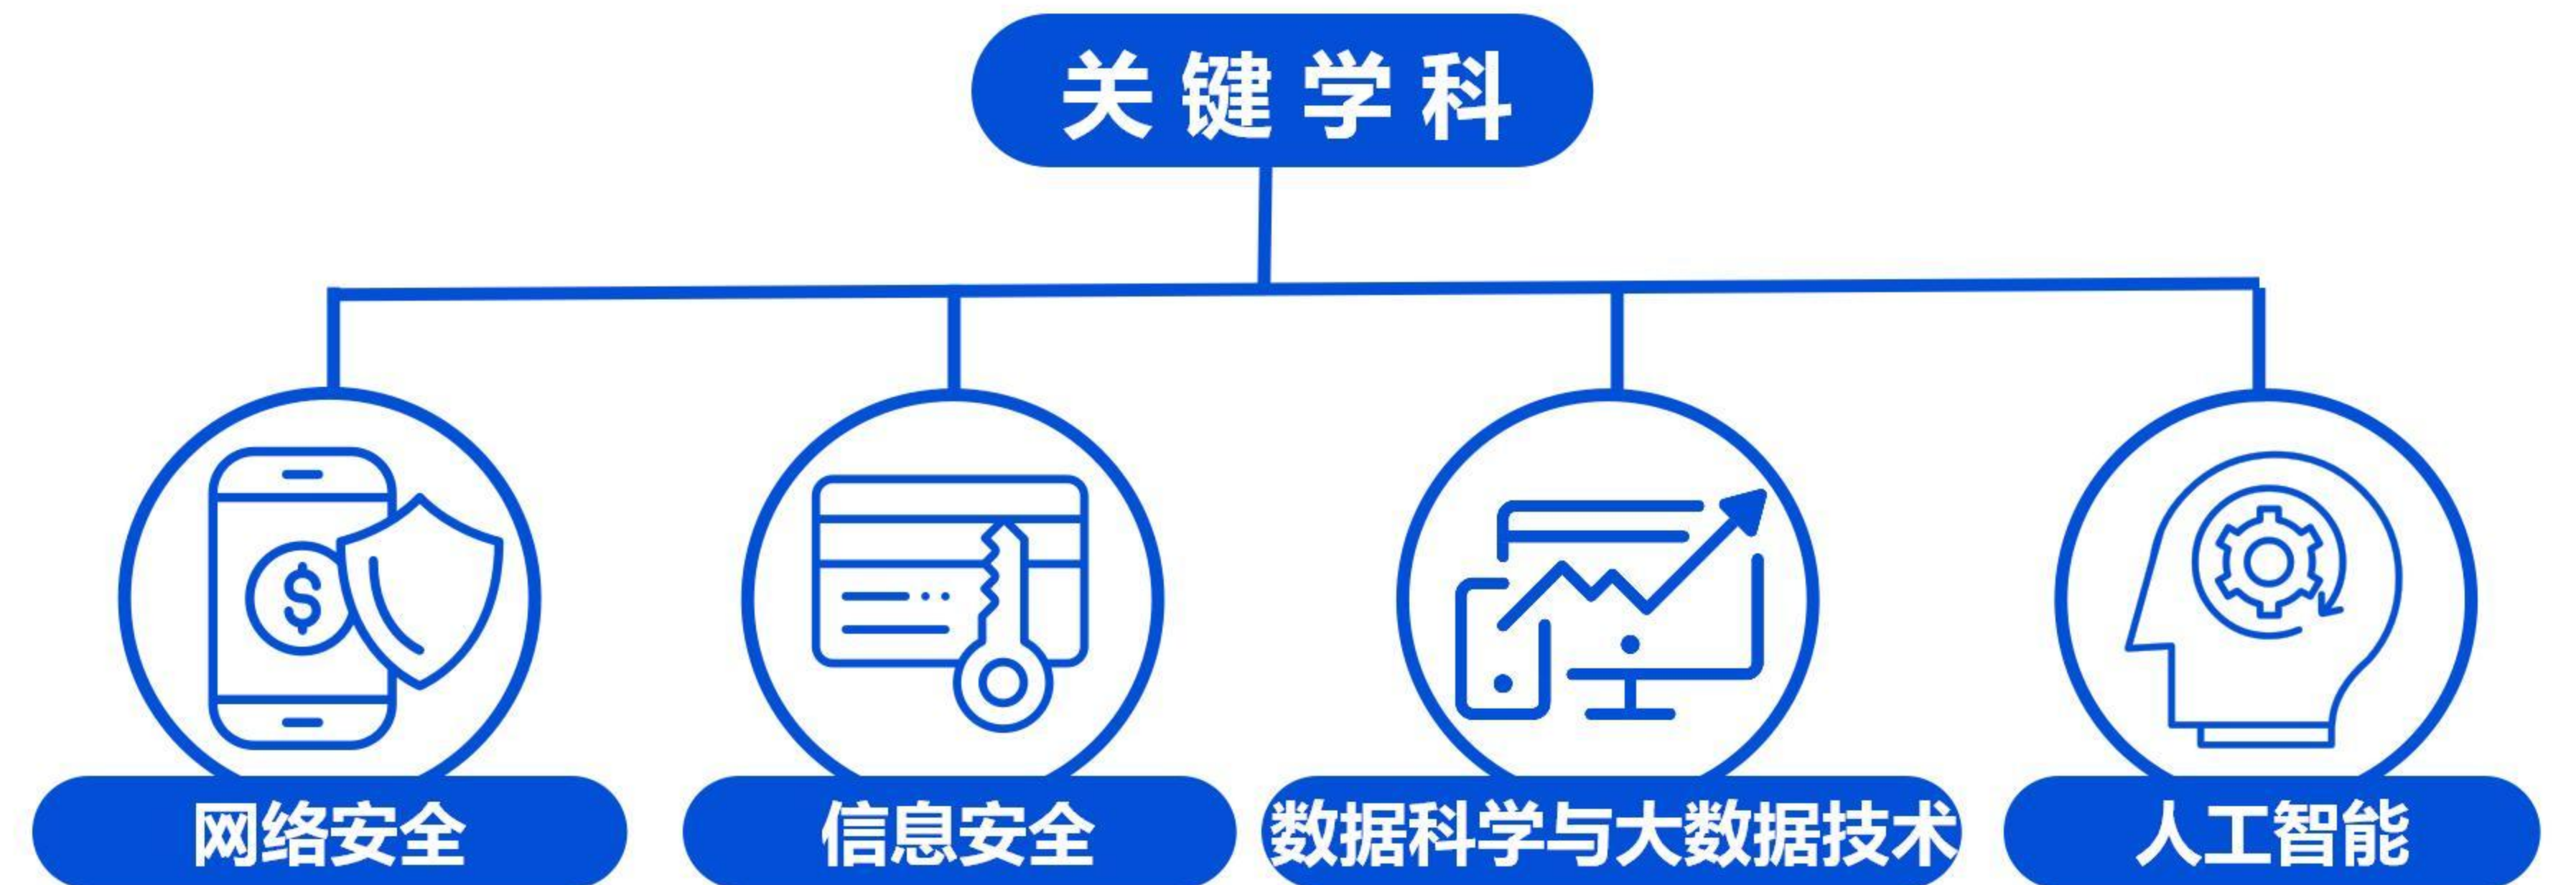 关键学科
$
网络安全
信息安全
数据科学与大数据技术
人工智能